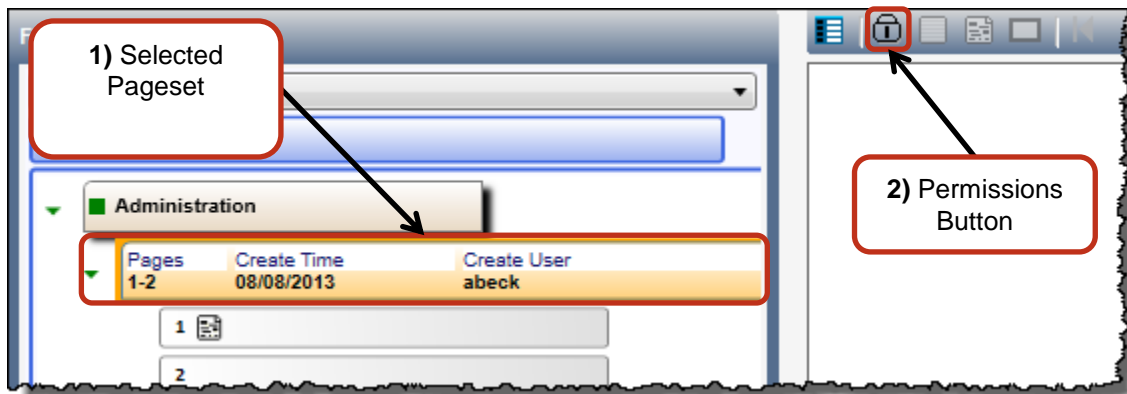 1) Selected
Pageset
2) Permissions
Button
Administration
Pages Create Time Create User
1-2 08/08/2013 abeck
1
2